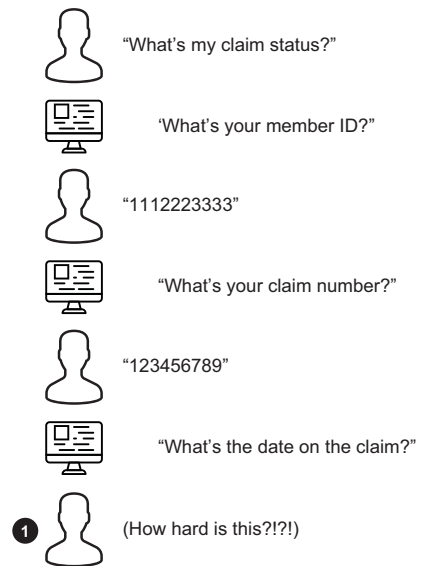 “What’s my claim status?”
‘What’s your member ID?”
“1112223333”
“What’s your claim number?”
“123456789”
“What’s the date on the claim?”
1 (How hard is this?!?!)